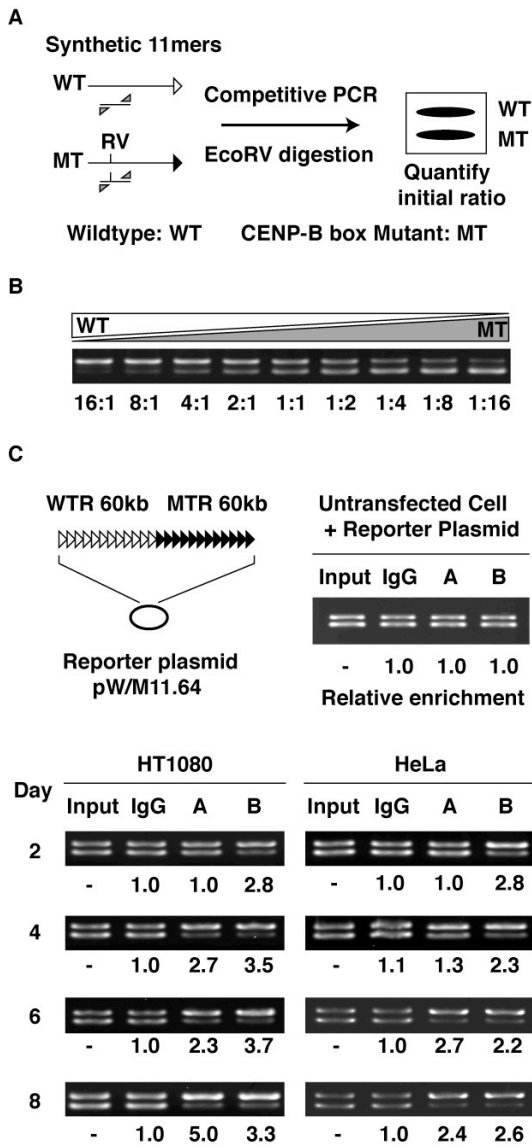 A
Synthetic 11mers
WT
RV
MT
Competitive PCR
EcoRV digestion
WT
MT
Quantify
initial ratio
Wildtype: WT CENP-B box Mutant: MT
B
WT
MT
16:1 8:1 4:1 2:1 1:1 1:2 1:4 1:8 1:16
C
WTR 60kb MTR 60kb
Reporter plasmid
pW/M11.64
Untransfected Cell
+ Reporter Plasmid
Input IgG A B
- 1.0 1.0 1.0
Relative enrichment
HT1080 HeLa
Day
Input IgG A B Input IgG A B
2
- 1.0 1.0 2.8 - 1.0 1.0 2.8
4
- 1.0 2.7 3.5 - 1.1 1.3 2.3
6
- 1.0 2.3 3.7 - 1.0 2.7 2.2
8
- 1.0 5.0 3.3 - 1.0 2.4 2.6